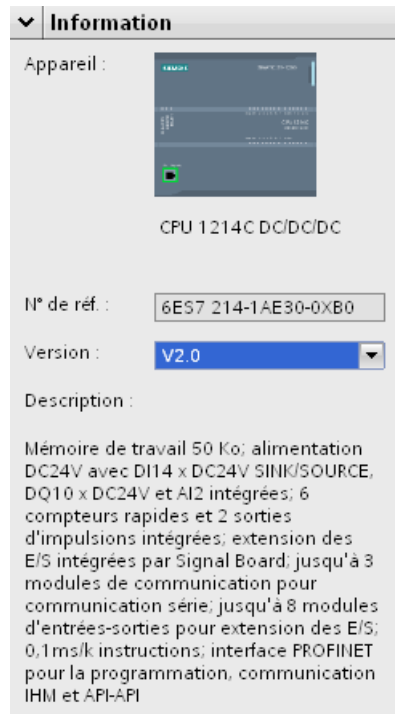 Information
Appareil :
SIEMENS
CPU 1214C DC/DC/DC
N° de réf. :
6ES7 214-1AE30-0XB0
Version :
V2.0
Description :
Mémoire de travail 50 Ko; alimentation
DC24V avec DI14 x DC24V SINK/SOURCE,
DQ10 x DC24V et AI2 intégrées; 6
compteurs rapides et 2 sorties
d'impulsions intégrées; extension des
E/S intégrées par Signal Board; jusqu'à 3
modules de communication pour
communication série; jusqu'à 8 modules
d'entrées-sorties pour extension des E/S;
0,1ms/k instructions; interface PROFINET
pour la programmation, communication
IHM et API-API